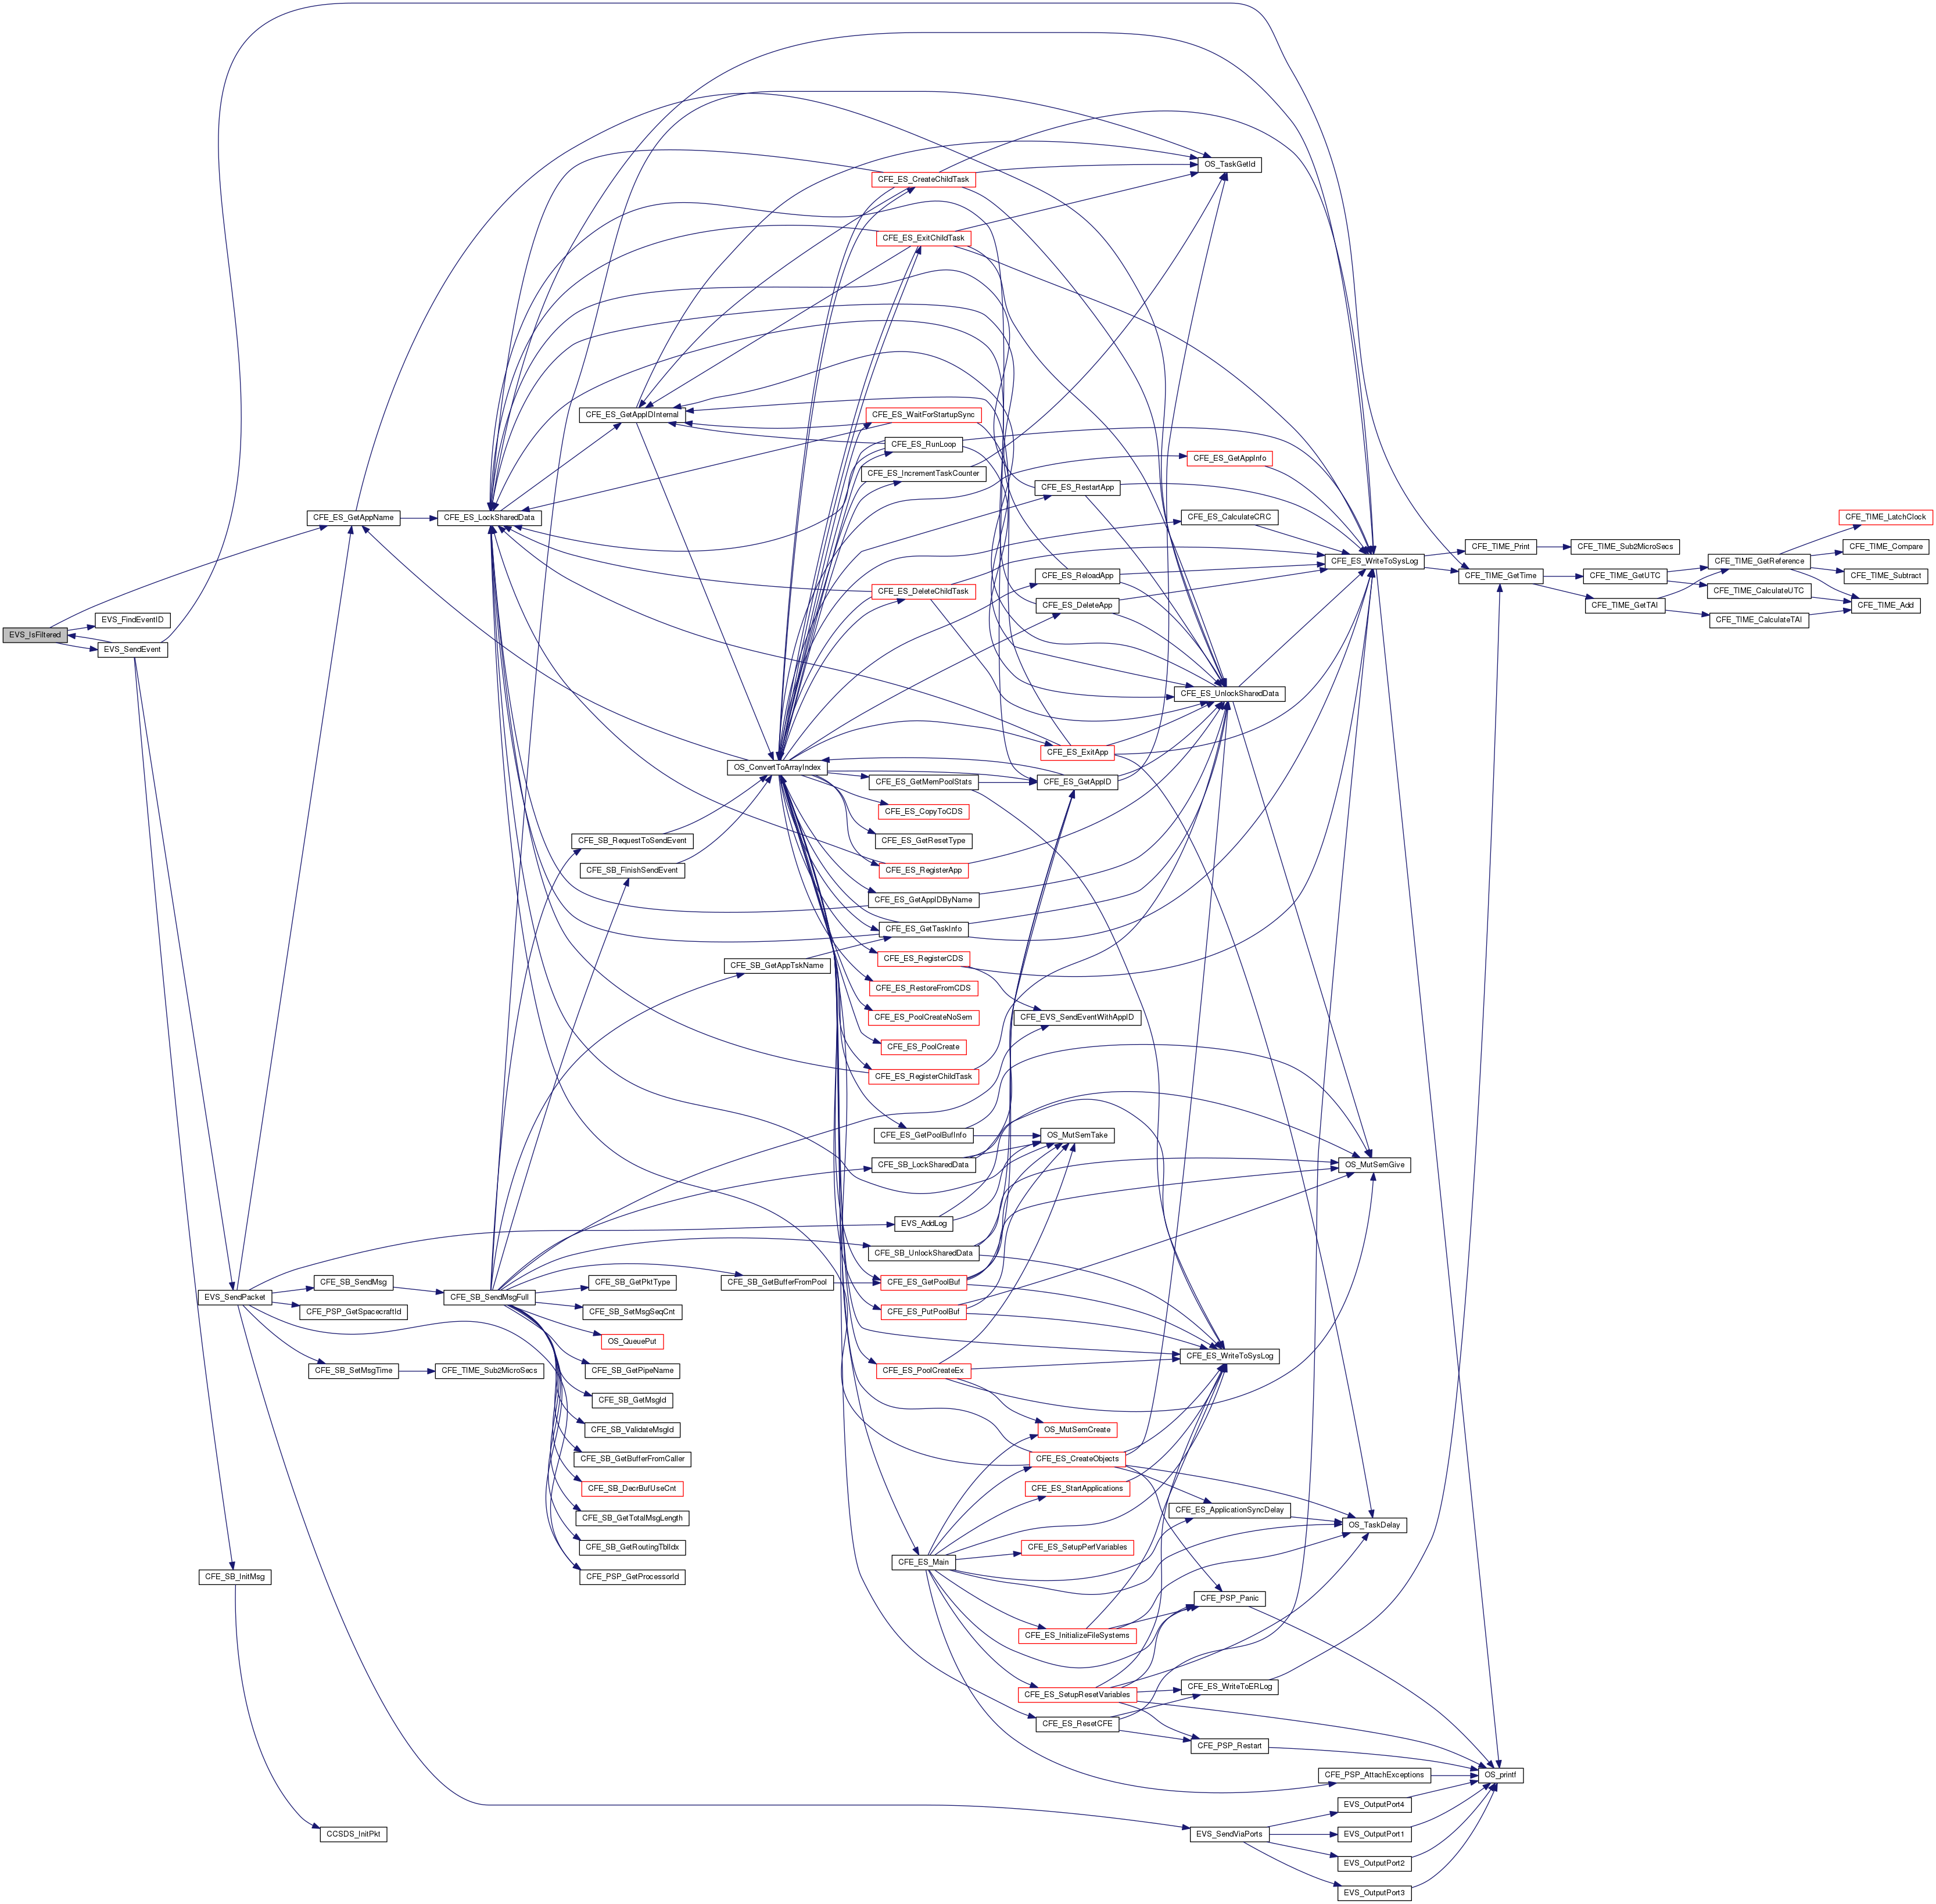 EVS_IsFiltered
EVS_FindEventID
EVS_SendEvent
EVS_SendPacket
CFE_SB_InitMsg
CFE_ES_GetAppName
CFE_SB_SendMsg
CFE_PSP_GetSpacecraftId
CFE_SB_SetMsgTime
CCSDS_InitPkt
CFE_ES_LockSharedData
CFE_SB_SendMsgFull
CFE_TIME_Sub2MicroSecs
CFE_ES_GetAppIDInternal
CFE_SB_RequestToSendEvent
CFE_SB_FinishSendEvent
CFE_SB_GetPktType
CFE_SB_SetMsgSeqCnt
OS_QueuePut
CFE_SB_GetPipeName
CFE_SB_GetMsgId
CFE_SB_ValidateMsgId
CFE_SB_GetBufferFromCaller
CFE_SB_DecrBufUseCnt
CFE_SB_GetTotalMsgLength
CFE_SB_GetRoutingTblIdx
CFE_PSP_GetProcessorId
OS_ConvertToArrayIndex
CFE_SB_GetAppTskName
CFE_SB_GetBufferFromPool
CFE_ES_CreateChildTask
CFE_ES_ExitChildTask
CFE_ES_WaitForStartupSync
CFE_ES_RunLoop
CFE_ES_IncrementTaskCounter
CFE_ES_DeleteChildTask
CFE_ES_GetMemPoolStats
CFE_ES_CopyToCDS
CFE_ES_GetResetType
CFE_ES_RegisterApp
CFE_ES_GetAppIDByName
CFE_ES_GetTaskInfo
CFE_ES_RegisterCDS
CFE_ES_RestoreFromCDS
CFE_ES_PoolCreateNoSem
CFE_ES_PoolCreate
CFE_ES_RegisterChildTask
CFE_ES_GetPoolBufInfo
CFE_SB_LockSharedData
EVS_AddLog
CFE_SB_UnlockSharedData
CFE_ES_GetPoolBuf
CFE_ES_PutPoolBuf
CFE_ES_PoolCreateEx
CFE_ES_Main
CFE_ES_RestartApp
CFE_ES_ReloadApp
CFE_ES_DeleteApp
CFE_ES_ExitApp
CFE_ES_GetAppID
CFE_EVS_SendEventWithAppID
OS_MutSemTake
OS_MutSemCreate
CFE_ES_CreateObjects
CFE_ES_StartApplications
CFE_ES_SetupPerfVariables
CFE_ES_InitializeFileSystems
CFE_ES_SetupResetVariables
CFE_ES_ResetCFE
OS_TaskGetId
CFE_ES_GetAppInfo
CFE_ES_CalculateCRC
CFE_ES_UnlockSharedData
CFE_ES_WriteToSysLog
CFE_ES_ApplicationSyncDelay
CFE_PSP_Panic
CFE_ES_WriteToERLog
CFE_PSP_Restart
EVS_SendViaPorts
CFE_ES_WriteToSysLog
OS_MutSemGive
OS_TaskDelay
CFE_PSP_AttachExceptions
EVS_OutputPort4
EVS_OutputPort1
EVS_OutputPort2
EVS_OutputPort3
CFE_TIME_Print
CFE_TIME_GetTime
OS_printf
CFE_TIME_Sub2MicroSecs
CFE_TIME_GetUTC
CFE_TIME_GetTAI
CFE_TIME_GetReference
CFE_TIME_CalculateUTC
CFE_TIME_CalculateTAI
CFE_TIME_LatchClock
CFE_TIME_Compare
CFE_TIME_Subtract
CFE_TIME_Add